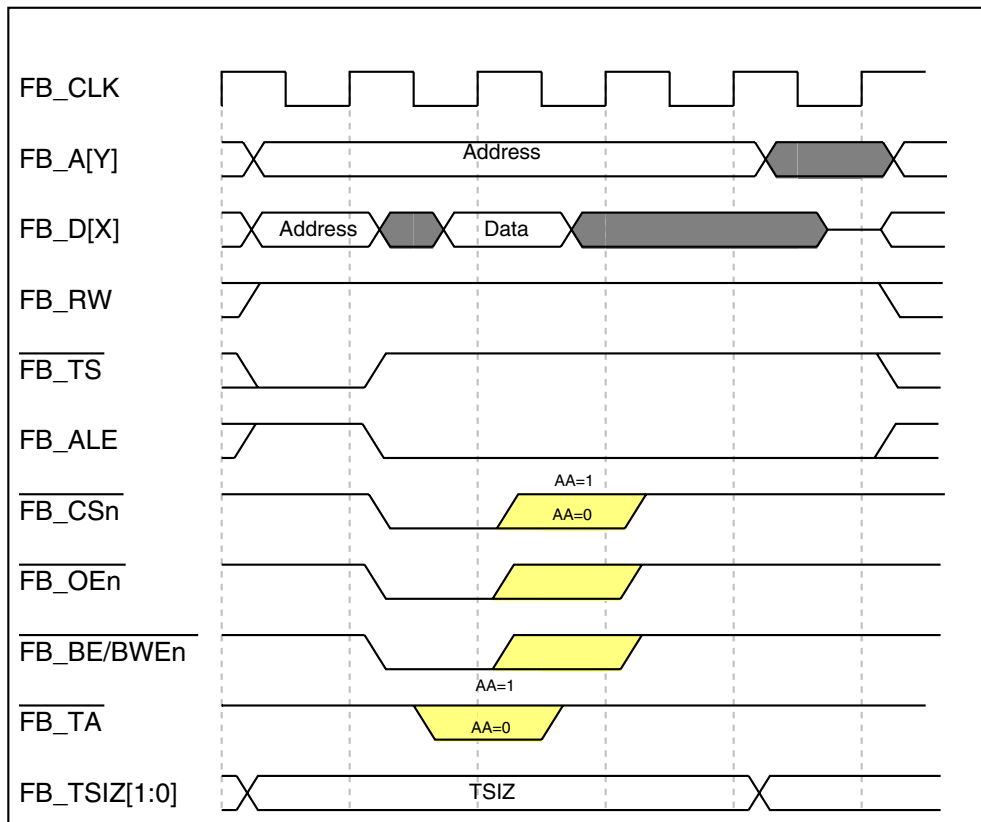 FB_CLK
FB_A[Y]
Address
FB_D[X]
Address
Data
FB_RW
FB_TS
FB_ALE
AA=1
FB_CSn
AA=0
FB_OEn
FB_BE/BWEn
AA=1
FB_TA
AA=0
FB_TSIZ[1:0]
TSIZ